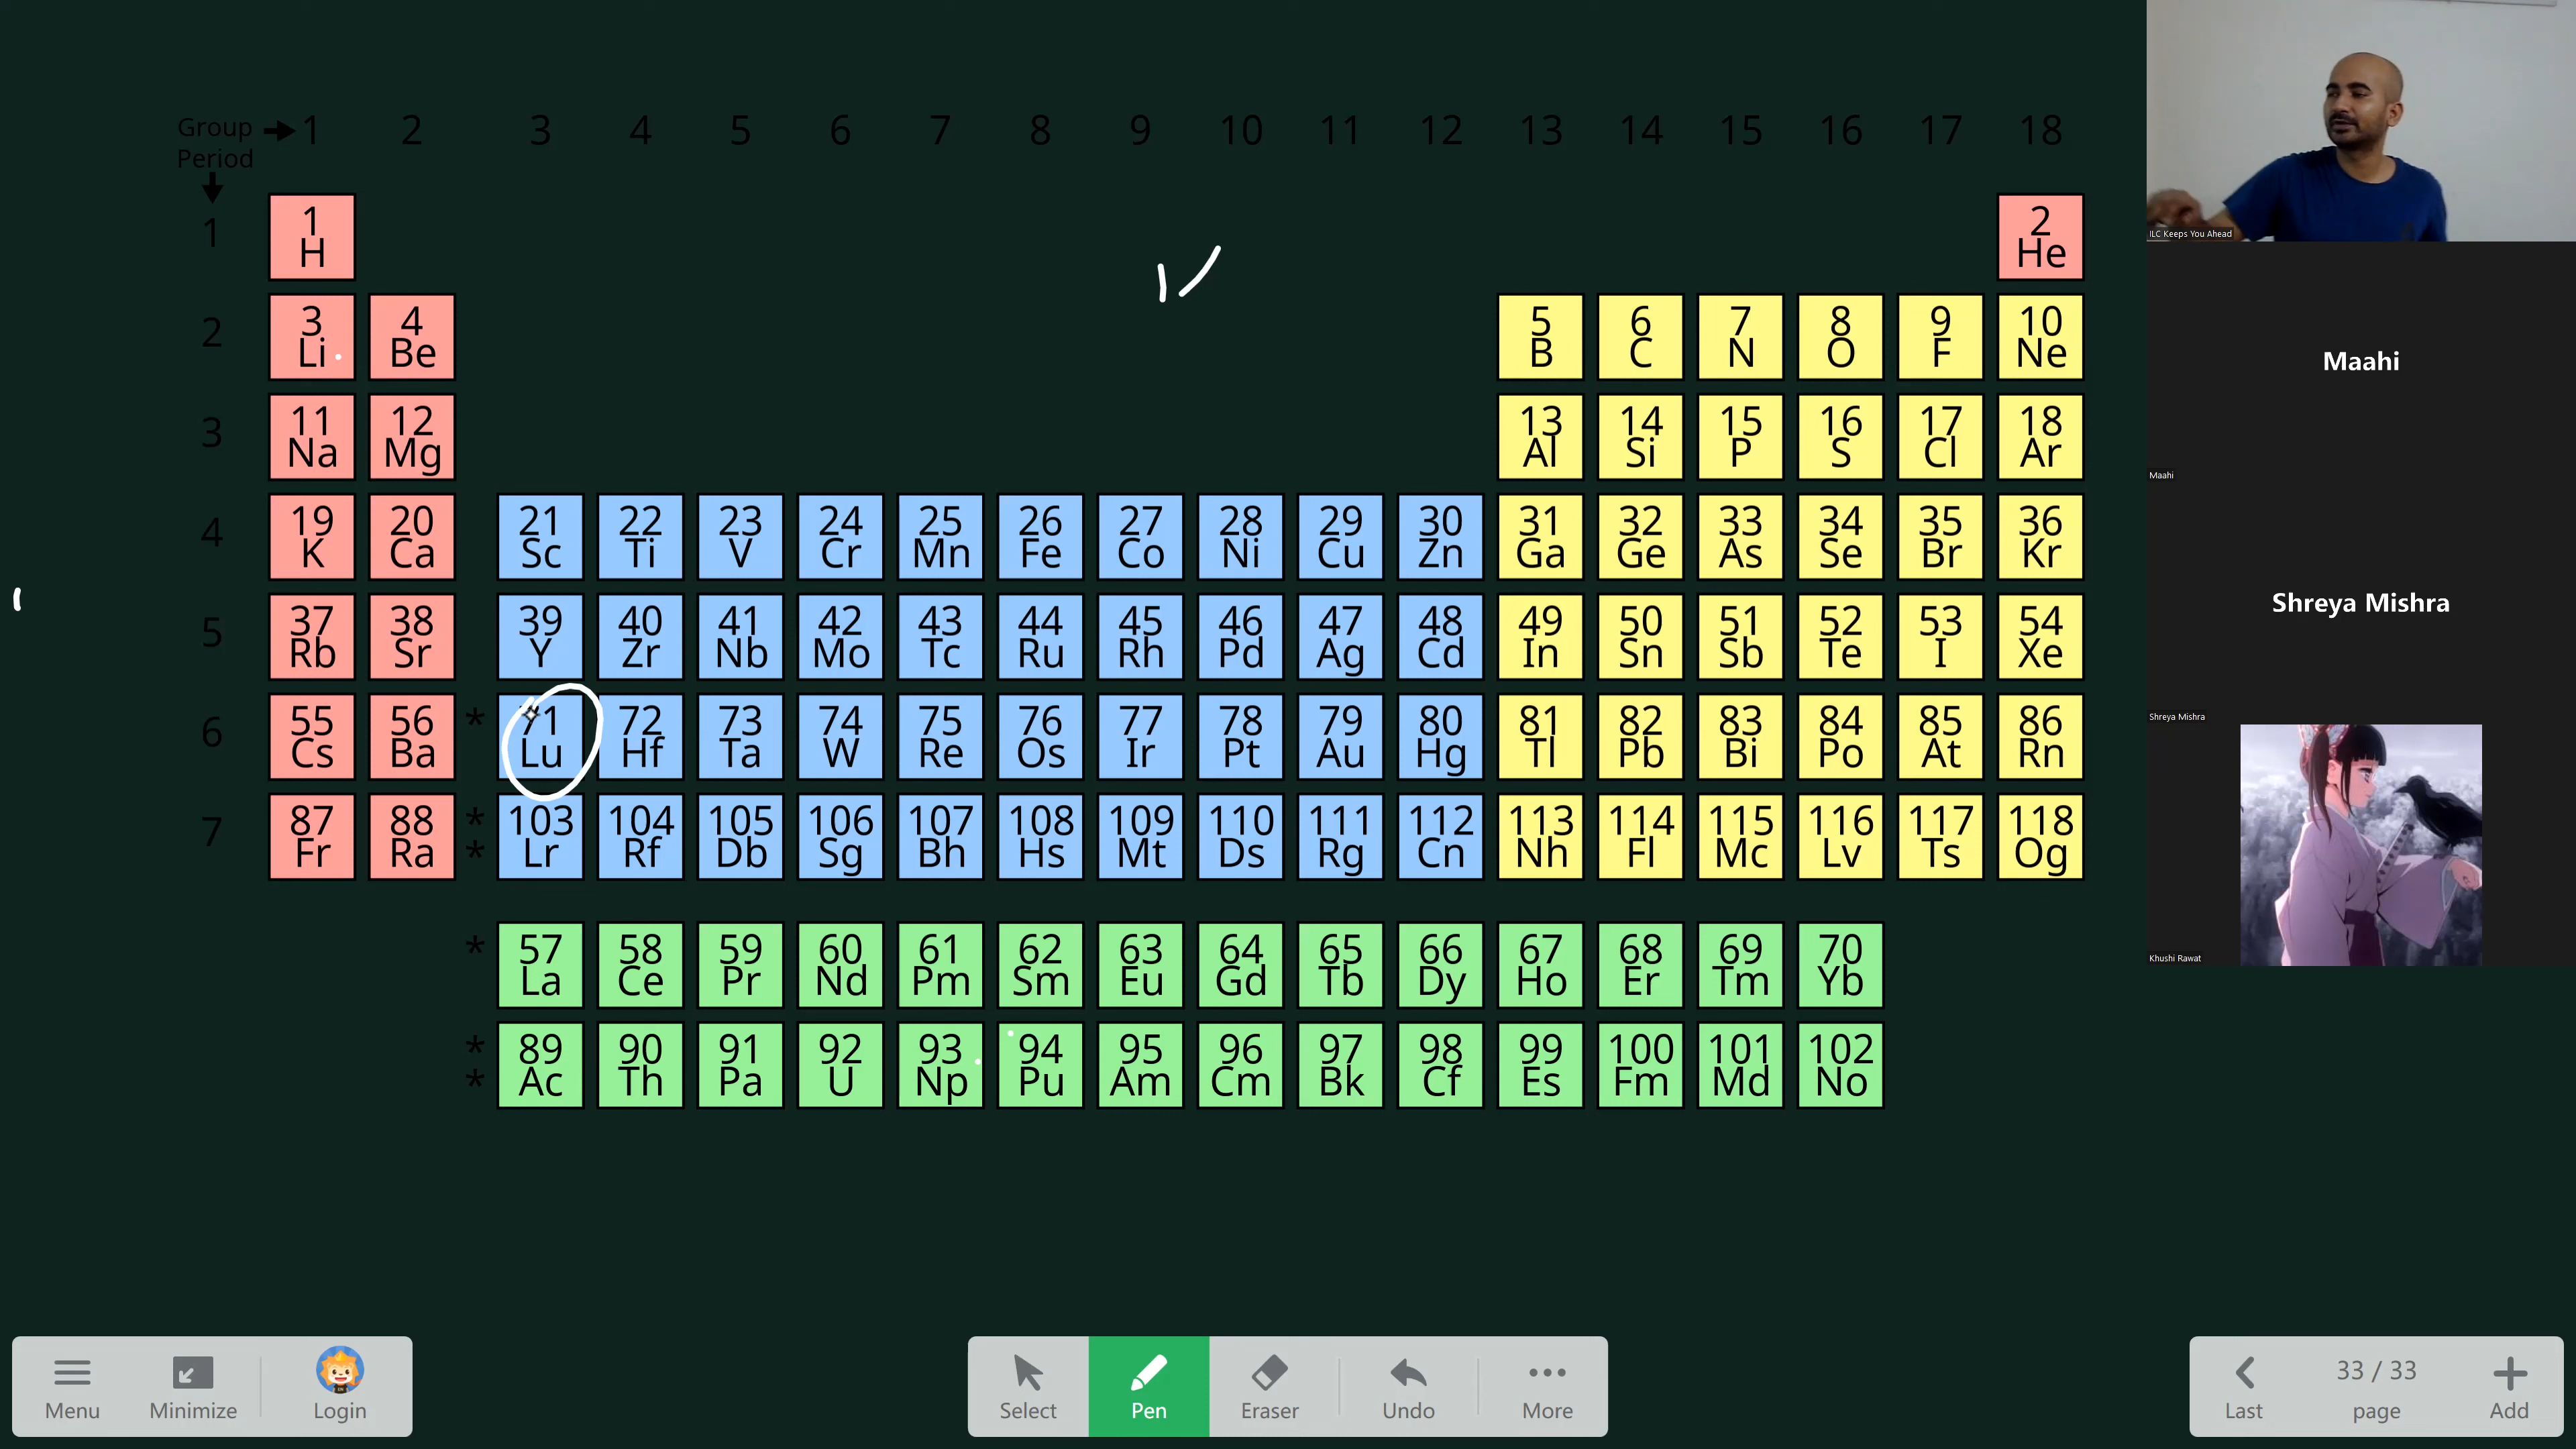 Group 1 2 3 4 5 6 7 8 9 10 11 12 13 14 15 16 17 18
Period
1 1 H 2 He
2 3 Li 4 Be 5 B 6 C 7 N 8 O 9 F 10 Ne
3 11 Na 12 Mg 13 Al 14 Si 15 P 16 S 17 Cl 18 Ar
4 19 K 20 Ca 21 Sc 22 Ti 23 V 24 Cr 25 Mn 26 Fe 27 Co 28 Ni 29 Cu 30 Zn 31 Ga 32 Ge 33 As 34 Se 35 Br 36 Kr
5 37 Rb 38 Sr 39 Y 40 Zr 41 Nb 42 Mo 43 Tc 44 Ru 45 Rh 46 Pd 47 Ag 48 Cd 49 In 50 Sn 51 Sb 52 Te 53 I 54 Xe
6 55 Cs 56 Ba * 71 Lu 72 Hf 73 Ta 74 W 75 Re 76 Os 77 Ir 78 Pt 79 Au 80 Hg 81 Tl 82 Pb 83 Bi 84 Po 85 At 86 Rn
7 87 Fr 88 Ra * * 103 Lr 104 Rf 105 Db 106 Sg 107 Bh 108 Hs 109 Mt 110 Ds 111 Rg 112 Cn 113 Nh 114 Fl 115 Mc 116 Lv 117 Ts 118 Og
* 57 La 58 Ce 59 Pr 60 Nd 61 Pm 62 Sm 63 Eu 64 Gd 65 Tb 66 Dy 67 Ho 68 Er 69 Tm 70 Yb
* * 89 Ac 90 Th 91 Pa 92 U 93 Np 94 Pu 95 Am 96 Cm 97 Bk 98 Cf 99 Es 100 Fm 101 Md 102 No
ILC Keeps You Ahead
Maahi
Maahi
Shreya Mishra
Shreya Mishra
Khushi Rawat
Menu Minimize Login
Select Pen Eraser Undo More
33 / 33
Last page Add